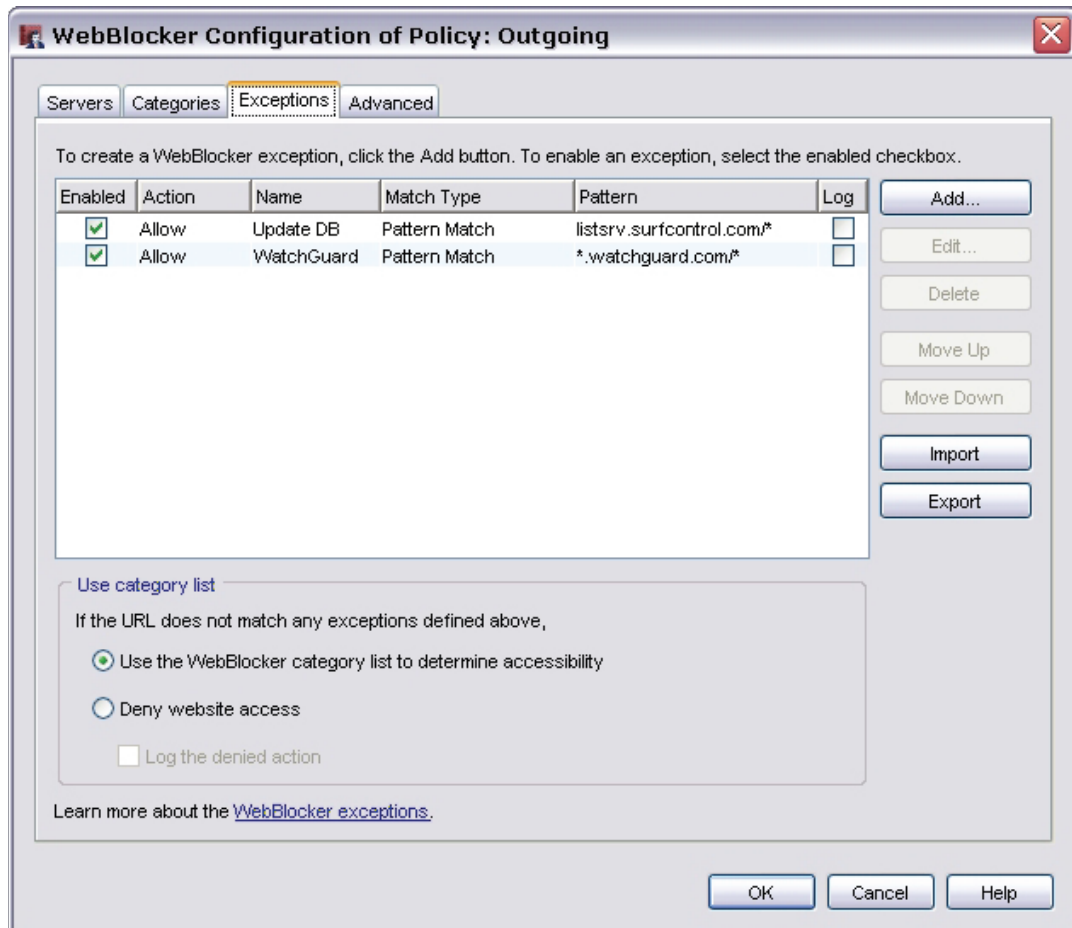 WebBlocker Configuration of Policy: Outgoing
Servers Categories Exceptions Advanced
To create a WebBlocker exception, click the Add button. To enable an exception, select the enabled checkbox.
Enabled Action Name Match Type Pattern Log
Allow Update DB Pattern Match listsrv.surfcontrol.com/*
Allow WatchGuard Pattern Match *.watchguard.com/*
Add...
Edit...
Delete
Move Up
Move Down
Import
Export
Use category list
If the URL does not match any exceptions defined above,
Use the WebBlocker category list to determine accessibility
Deny website access
Log the denied action
Learn more about the WebBlocker exceptions.
OK Cancel Help